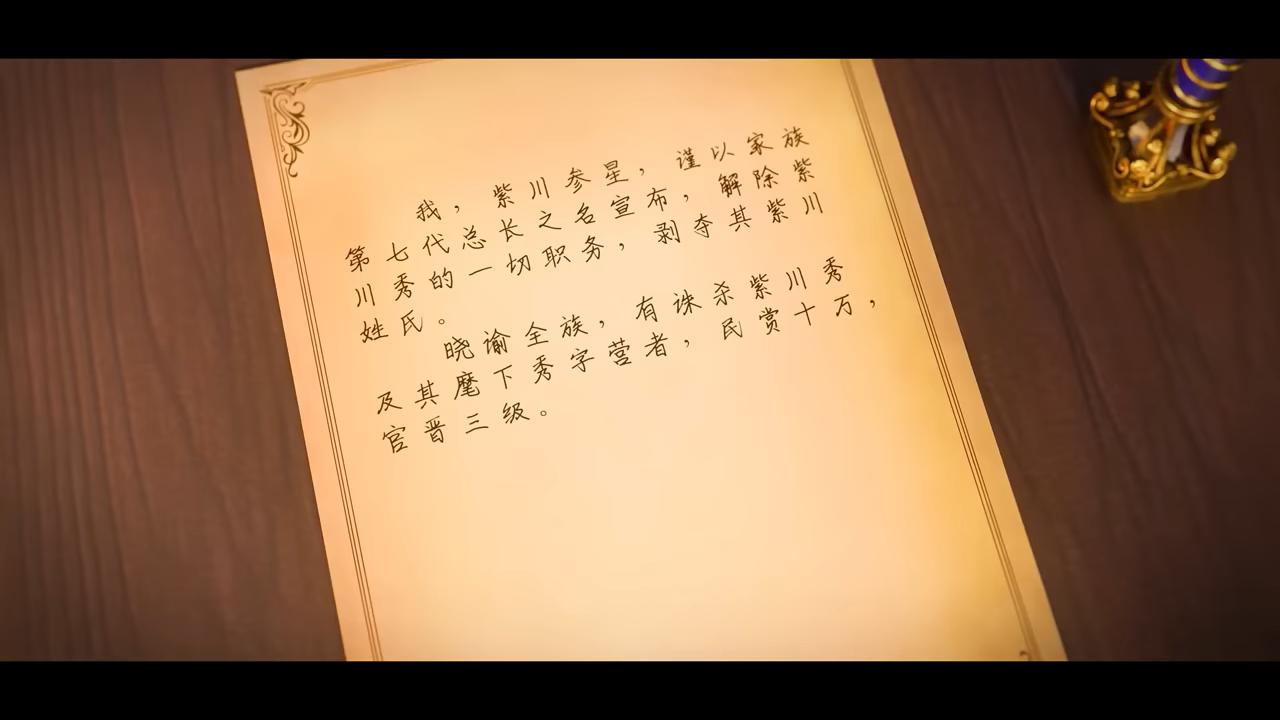 我，紫川参星，谨以家族
第七代总长之名宣布，解除紫
川秀的一切职务，剥夺其紫川
姓氏。
晓谕全族，有诛杀紫川秀
及其麾下秀字营者，民赏十万，
官晋三级。